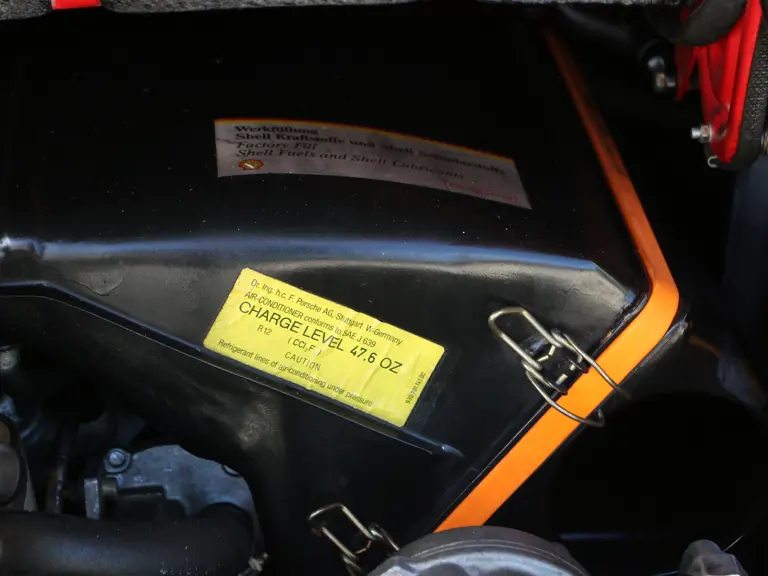 Werkfüllung
Shell Kraftstoffe und Shell Schmierstoffe
Factory Fill
Shell Fuels and Shell Lubricants
Dr. Ing. h.c. F. Porsche AG, Stuttgart W.-Germany
AIR-CONDITIONER conforms to SAE J 639
CHARGE LEVEL 47.6 OZ
R12 (CCl₂F₂)
CAUTION
Refrigerant lines of air-conditioning under pressure